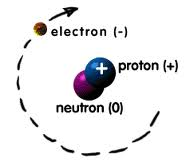 electron (-)
proton (+)
+
neutron (0)